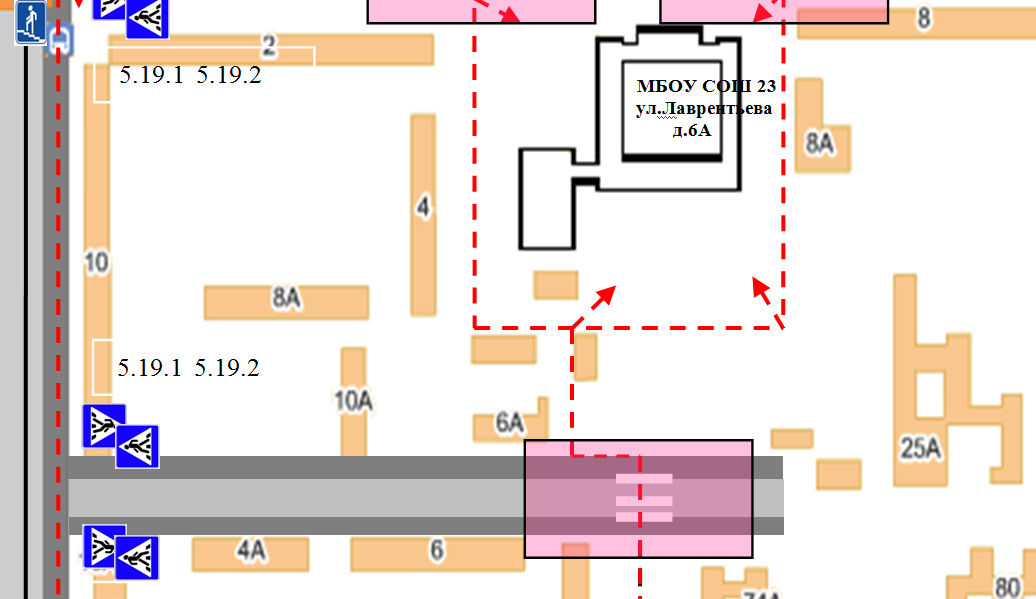 8
2
5.19.1 5.19.2
МБОУ СОШ 23
ул.Лаврентьева
д.6А
8А
4
10
8А
5.19.1 5.19.2
10А
6А
25А
4А
6
80